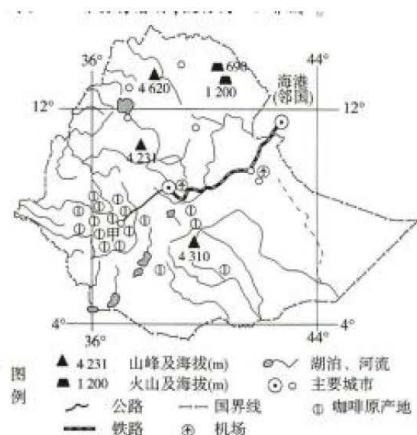 36°
44°
690
4 620
1 200
海港
(邻国)
12°
12°
4 231
甲
4 310
4°
4°
36°
44°
图
例
4 231 山峰及海拔(m)
湖泊、河流
1 200 火山及海拔(m)
主要城市
公路
国界线
咖啡原产地
铁路
机场